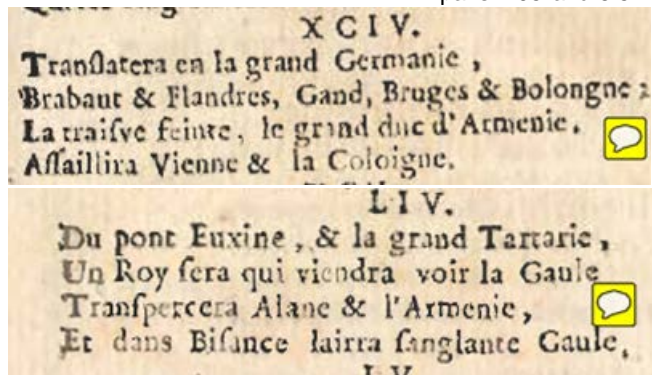 XCIV.
Tranſlatera en la grand Germanie ,
Brabaut & Flandres, Gand, Bruges & Bolongne :
La traiſve feinte, le grand duc d'Armenie,
Aſſaillira Vienne & la Coloigne.
LIV.
Du pont Euxine , & la grand Tartarie ,
Un Roy ſera qui viendra voir la Gaule
Tranſpercera Alane & l'Armenie ,
Et dans Biſance lairra ſanglante Gaule,
LV.